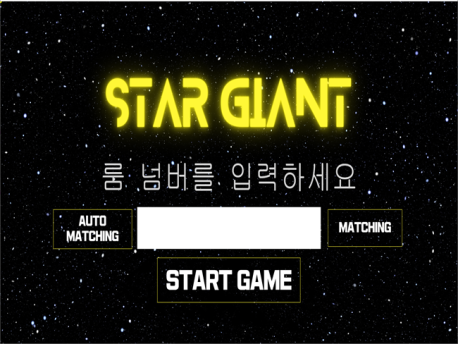 STAR GIANT
룸 넘버를 입력하세요
AUTO
MATCHING
MATCHING
START GAME